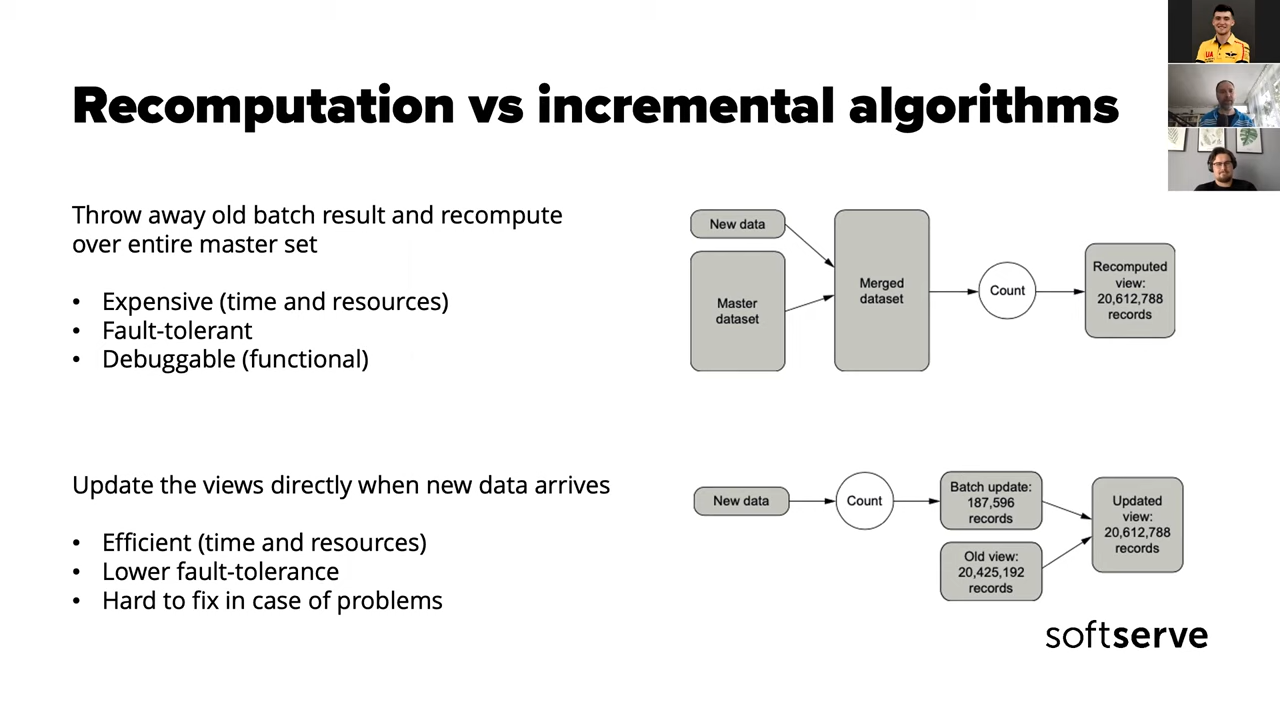 Recomputation vs incremental algorithms
Throw away old batch result and recompute
over entire master set
• Expensive (time and resources)
• Fault-tolerant
• Debuggable (functional)
New data
Master
dataset
Merged
dataset
Count
Recomputed
view:
20,612,788
records
Update the views directly when new data arrives
• Efficient (time and resources)
• Lower fault-tolerance
• Hard to fix in case of problems
New data
Count
Batch update:
187,596
records
Old view:
20,425,192
records
Updated
view:
20,612,788
records
softserve
UA